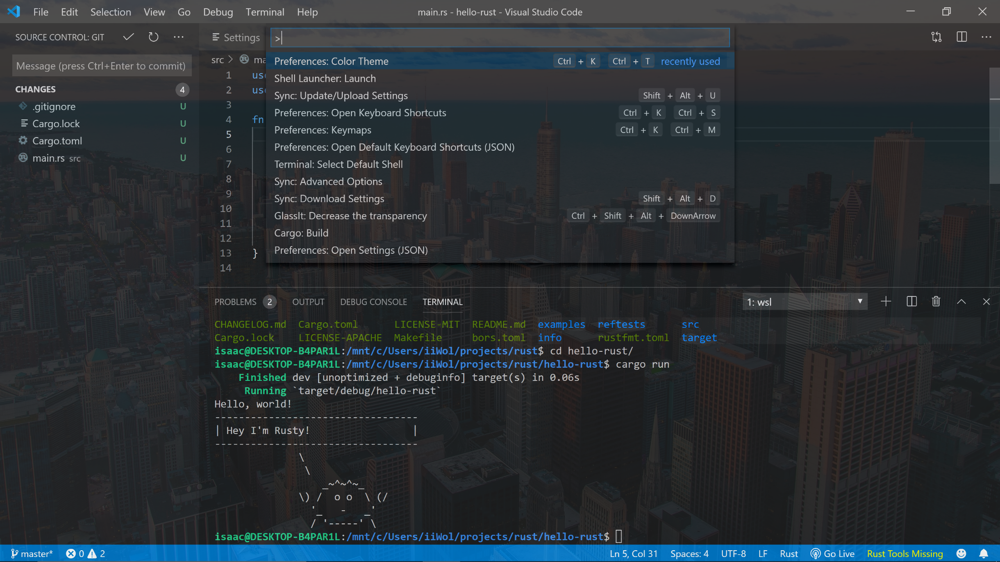 File Edit Selection View Go Debug Terminal Help
main.rs - hello-rust - Visual Studio Code
SOURCE CONTROL: GIT
Message (press Ctrl+Enter to commit)
CHANGES 4
.gitignore U
Cargo.lock U
Cargo.toml U
main.rs src U
Settings
>
src > ma
Preferences: Color Theme Ctrl + K Ctrl + T recently used
Shell Launcher: Launch
Sync: Update/Upload Settings Shift + Alt + U
Preferences: Open Keyboard Shortcuts Ctrl + K Ctrl + S
Preferences: Keymaps Ctrl + K Ctrl + M
Preferences: Open Default Keyboard Shortcuts (JSON)
Terminal: Select Default Shell
Sync: Advanced Options
Sync: Download Settings Shift + Alt + D
GlassIt: Decrease the transparency Ctrl + Shift + Alt + DownArrow
Cargo: Build
Preferences: Open Settings (JSON)
1 use
2 use
3
4 fn
5
6
7
8
9
10
11
12
13 }
14
PROBLEMS 2 OUTPUT DEBUG CONSOLE TERMINAL
1: wsl
CHANGELOG.md Cargo.toml LICENSE-MIT README.md examples reftests src
Cargo.lock LICENSE-APACHE Makefile bors.toml info rustfmt.toml target
isaac@DESKTOP-B4PAR1L:/mnt/c/Users/iiWol/projects/rust$ cd hello-rust/
isaac@DESKTOP-B4PAR1L:/mnt/c/Users/iiWol/projects/rust/hello-rust$ cargo run
Finished dev [unoptimized + debuginfo] target(s) in 0.06s
Running `target/debug/hello-rust`
Hello, world!
----------------------------------
| Hey I'm Rusty! |
----------------------------------
\
\
_~^~^~_
\) / o o \ (/
'_ - _'
/ '-----' \
isaac@DESKTOP-B4PAR1L:/mnt/c/Users/iiWol/projects/rust/hello-rust$
master* 0 2
Ln 5, Col 31 Spaces: 4 UTF-8 LF Rust Go Live Rust Tools Missing